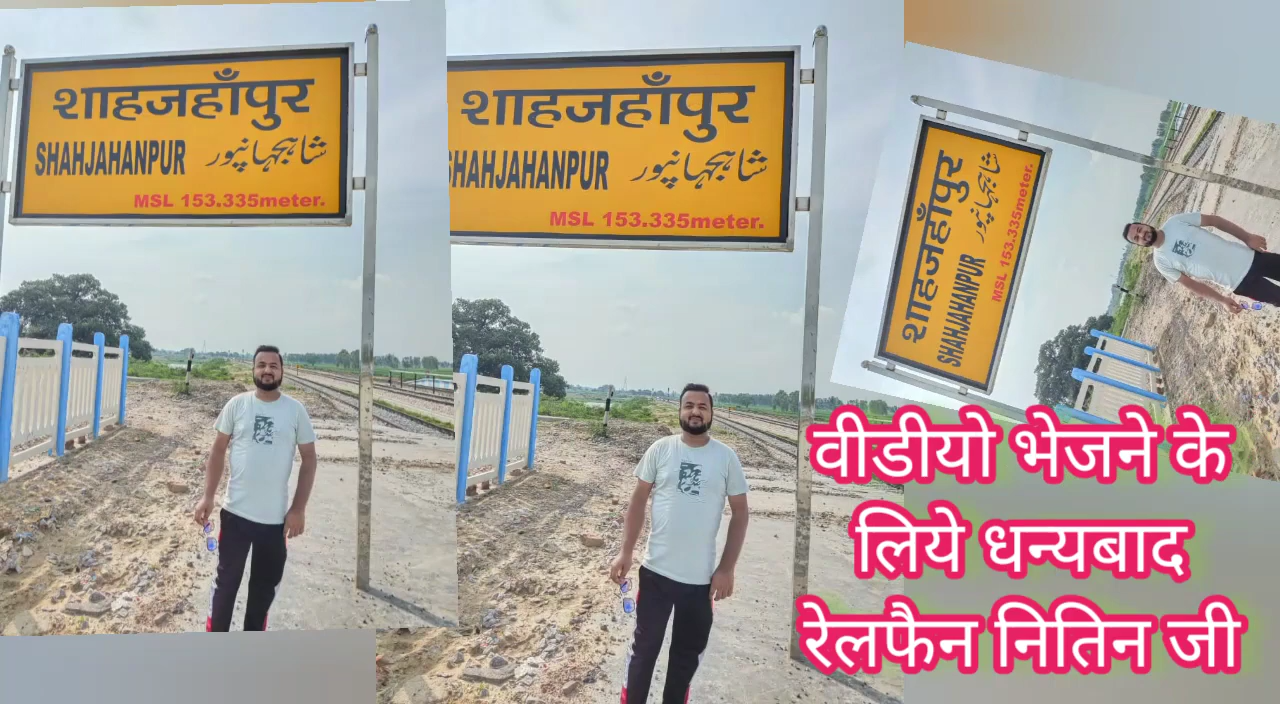 शाहजहाँपुर
SHAHJAHANPUR شاہجہانپور
MSL 153.335meter.
शाहजहाँपुर
SHAHJAHANPUR شاہجہانپور
MSL 153.335meter.
शाहजहाँपुर
SHAHJAHANPUR شاہجہانپور
MSL 153.335meter.
वीडीयो भेजने के
लिये धन्यबाद
रेलफैन नितिन जी